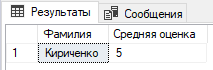 Результаты Сообщения
Фамилия Средняя оценка
1 Кириченко 5